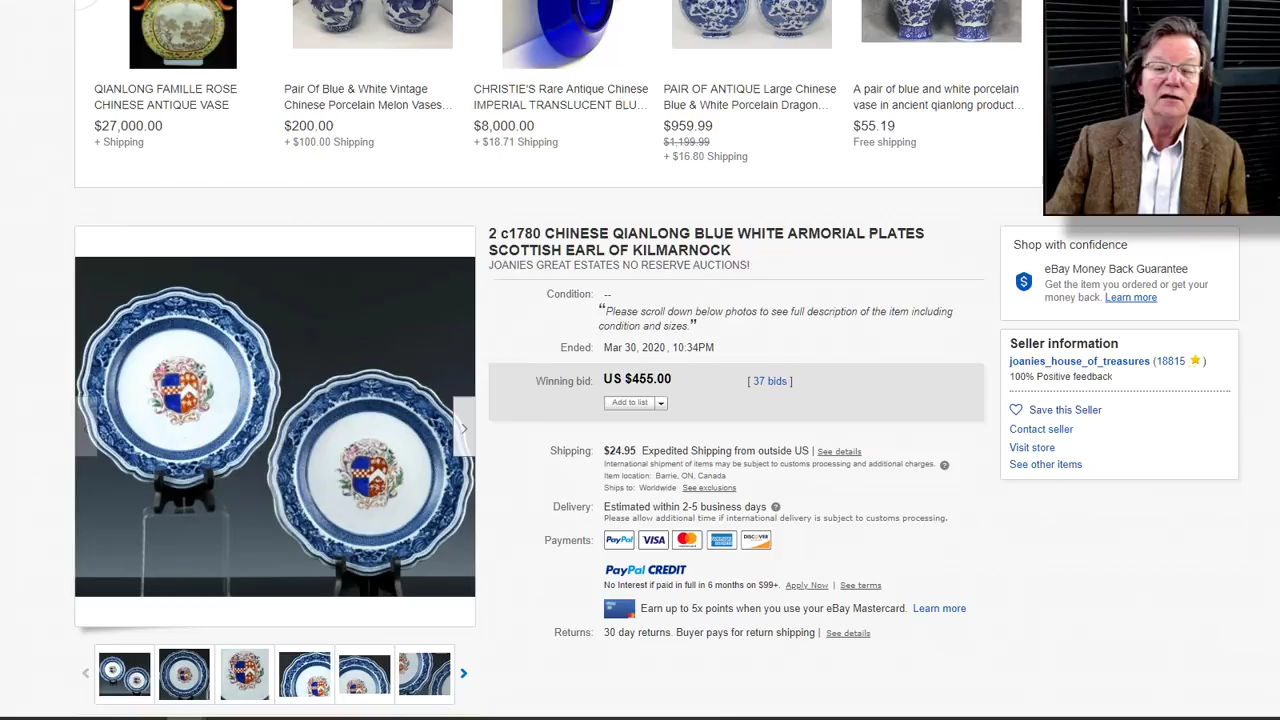 QIANLONG FAMILLE ROSE
CHINESE ANTIQUE VASE
$27,000.00
+ Shipping
Pair Of Blue & White Vintage
Chinese Porcelain Melon Vases...
$200.00
+ $100.00 Shipping
CHRISTIE'S Rare Antique Chinese
IMPERIAL TRANSLUCENT BLU...
$8,000.00
+ $18.71 Shipping
PAIR OF ANTIQUE Large Chinese
Blue & White Porcelain Dragon...
$959.99
$1,199.99
+ $16.80 Shipping
A pair of blue and white porcelain
vase in ancient qianlong product...
$55.19
Free shipping
2 c1780 CHINESE QIANLONG BLUE WHITE ARMORIAL PLATES
SCOTTISH EARL OF KILMARNOCK
JOANIES GREAT ESTATES NO RESERVE AUCTIONS!
Condition: --
“Please scroll down below photos to see full description of the item including
condition and sizes.”
Ended: Mar 30, 2020 , 10:34PM
Winning bid: US $455.00 [ 37 bids ]
Add to list
Shipping: $24.95 Expedited Shipping from outside US | See details
International shipment of items may be subject to customs processing and additional charges.
Item location: Barrie, ON, Canada
Ships to: Worldwide See exclusions
Delivery: Estimated within 2-5 business days
Please allow additional time if international delivery is subject to customs processing.
Payments: PayPal VISA DISCOVER
PayPal CREDIT
No Interest if paid in full in 6 months on $99+. Apply Now | See terms
Earn up to 5x points when you use your eBay Mastercard. Learn more
Returns: 30 day returns. Buyer pays for return shipping | See details
Shop with confidence
eBay Money Back Guarantee
Get the item you ordered or get your
money back. Learn more
Seller information
joanies_house_of_treasures (18815 )
100% Positive feedback
Save this Seller
Contact seller
Visit store
See other items